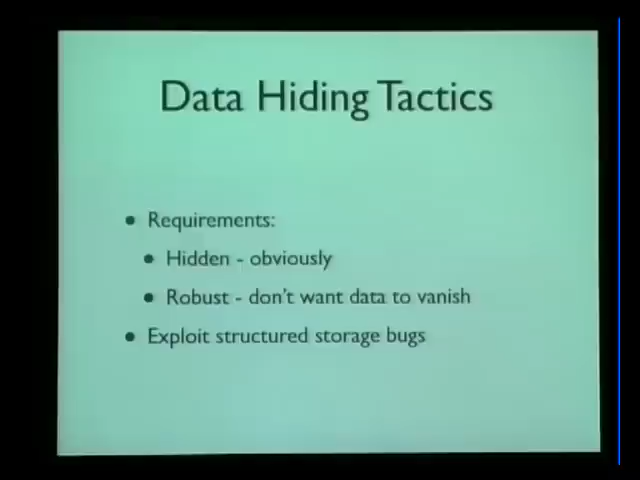 Data Hiding Tactics
• Requirements:
• Hidden - obviously
• Robust - don't want data to vanish
• Exploit structured storage bugs